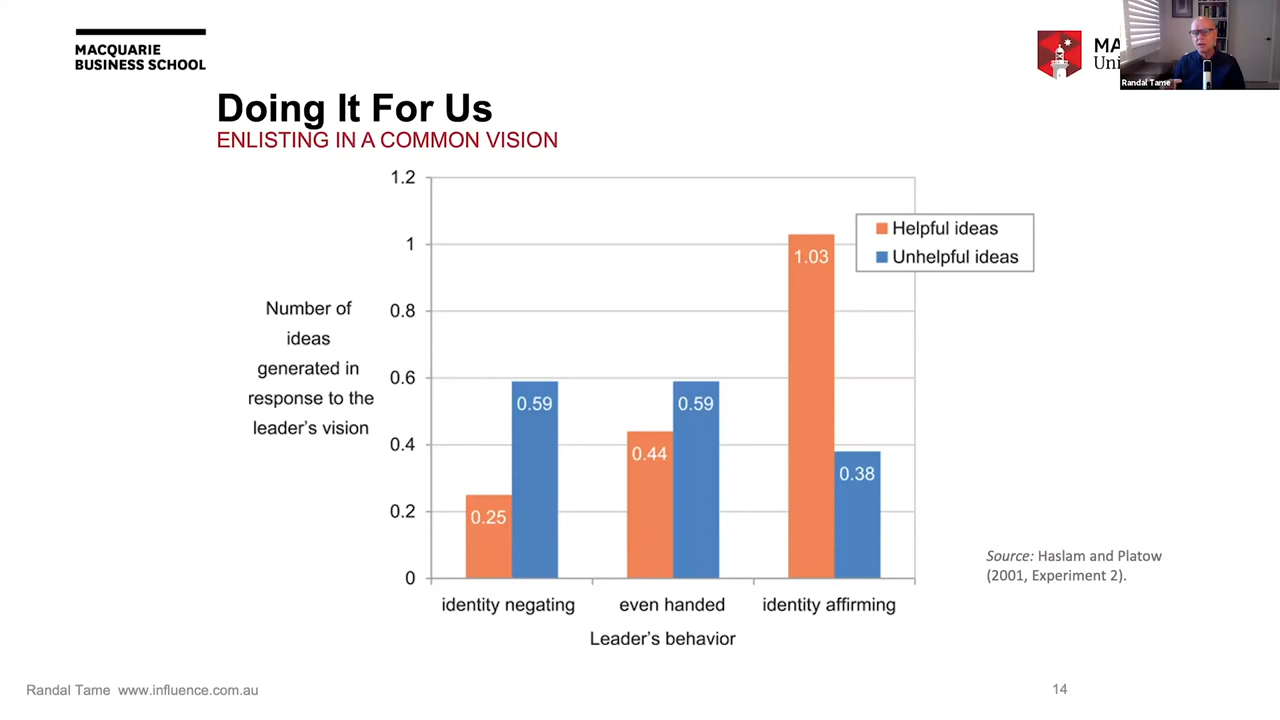 MACQUARIE
BUSINESS SCHOOL
Randal Tame
Doing It For Us
ENLISTING IN A COMMON VISION
Number of
ideas
generated in
response to the
leader's vision
1.2
1
0.8
0.6
0.4
0.2
0
Helpful ideas
Unhelpful ideas
0.25
0.59
0.44
0.59
1.03
0.38
identity negating
even handed
identity affirming
Leader's behavior
Source: Haslam and Platow
(2001, Experiment 2).
Randal Tame www.influence.com.au
14